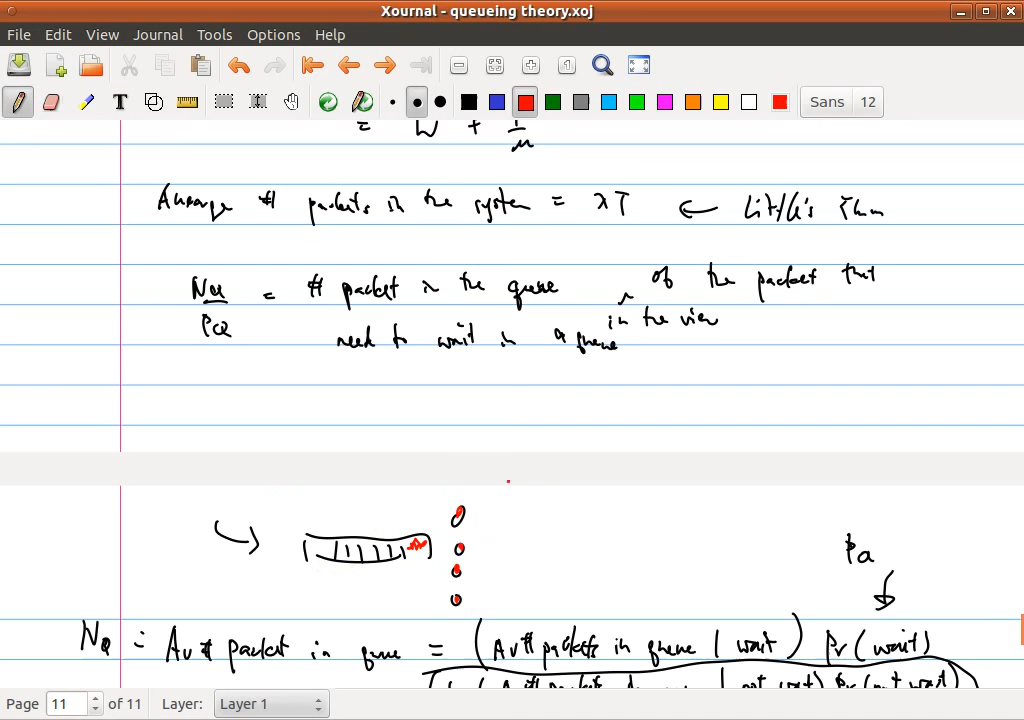 Xournal - queueing theory.xoj
File Edit View Journal Tools Options Help
T 1 Sans 12
= W + 1/μ
Average # packets in the system = λT ← Little's Thm
NQ/PQ = # packet in the queue in the view of the packet that
need to wait in a queue
Pa
NQ = Av # packet in queue = (Av # packets in queue | wait) Pr(wait)
Page 11 of 11 Layer: Layer 1